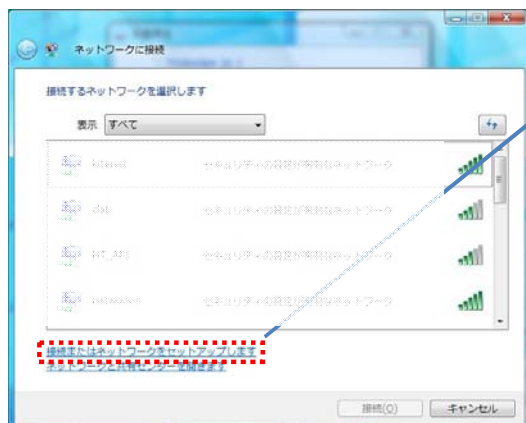 ネットワークに接続
接続するネットワークを選択します
表示 すべて
セキュリティの設定が有効なネットワーク
セキュリティの設定が有効なネットワーク
セキュリティの設定が有効なネットワーク
セキュリティの設定が有効なネットワーク
接続またはネットワークをセットアップします
ネットワークと共有センターを開きます
接続(O) キャンセル